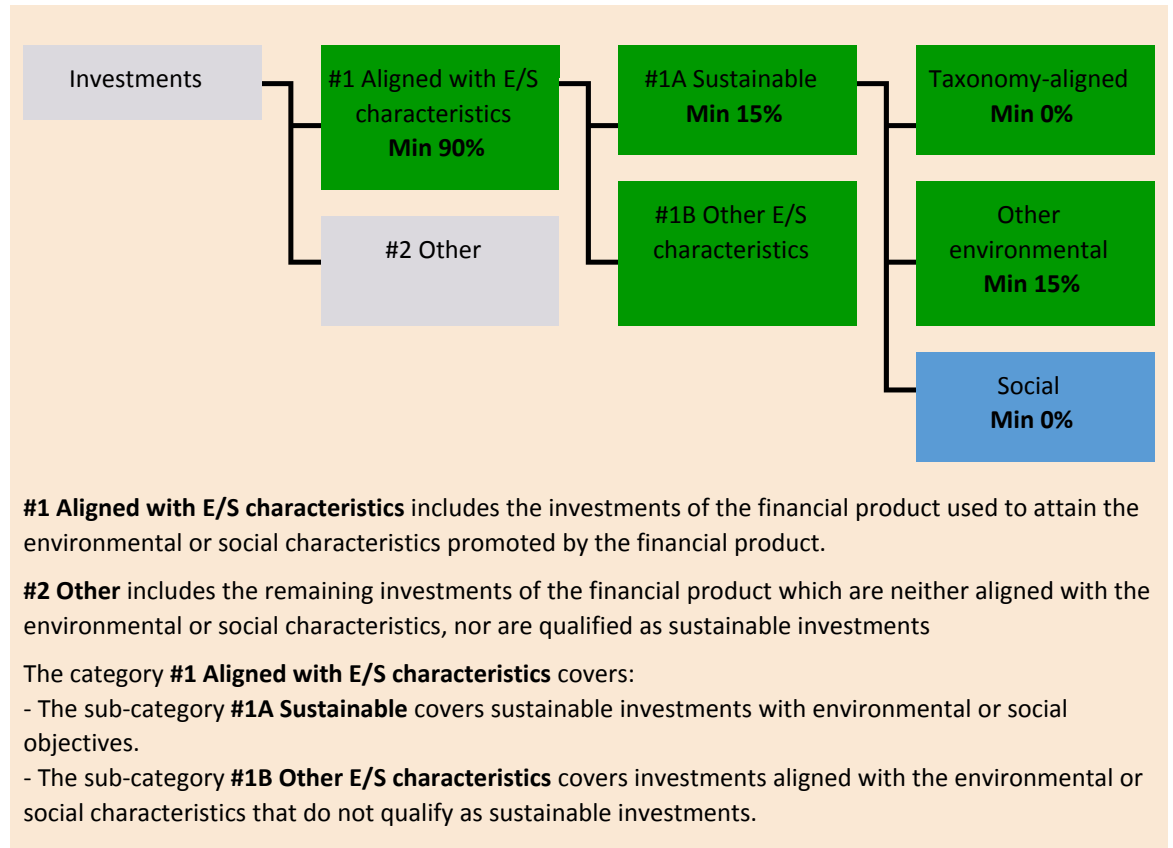 Investments
#1 Aligned with E/S
characteristics
Min 90%
#2 Other
#1A Sustainable
Min 15%
#1B Other E/S
characteristics
Taxonomy-aligned
Min 0%
Other
environmental
Min 15%
Social
Min 0%
#1 Aligned with E/S characteristics includes the investments of the financial product used to attain the
environmental or social characteristics promoted by the financial product.
#2 Other includes the remaining investments of the financial product which are neither aligned with the
environmental or social characteristics, nor are qualified as sustainable investments
The category #1 Aligned with E/S characteristics covers:
- The sub-category #1A Sustainable covers sustainable investments with environmental or social
objectives.
- The sub-category #1B Other E/S characteristics covers investments aligned with the environmental or
social characteristics that do not qualify as sustainable investments.